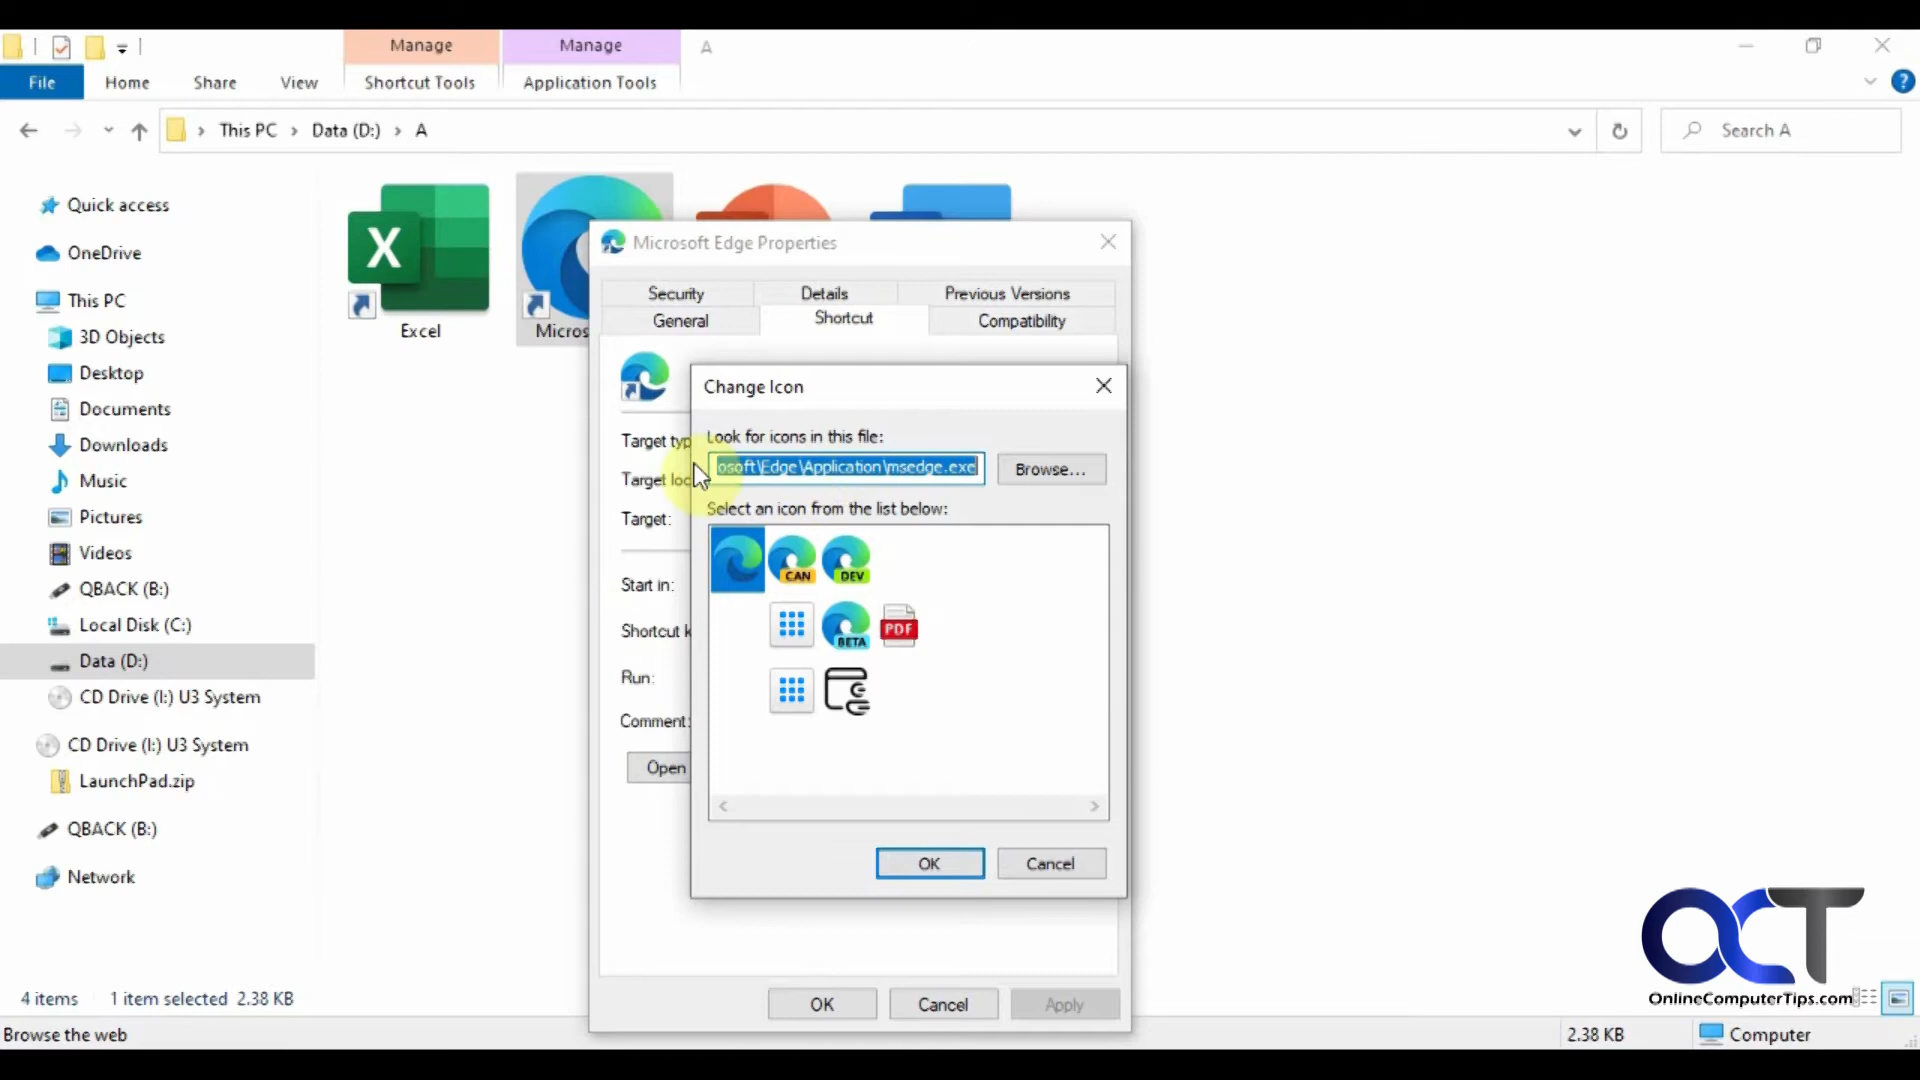 Manage
Manage
A
File
Home
Share
View
Shortcut Tools
Application Tools
?
This PC
Data (D:)
A
Search A
Quick access
OneDrive
This PC
3D Objects
Desktop
Documents
Downloads
Music
Pictures
Videos
QBACK (B:)
Local Disk (C:)
Data (D:)
CD Drive (I:) U3 System
CD Drive (I:) U3 System
LaunchPad.zip
QBACK (B:)
Network
X
Excel
Micros
Microsoft Edge Properties
Security
Details
Previous Versions
General
Shortcut
Compatibility
Target typ
Target loc
Target:
Start in:
Shortcut k
Run:
Comment:
Open
Change Icon
Look for icons in this file:
osoft\Edge\Application\msedge.exe
Browse...
Select an icon from the list below:
CAN
DEV
BETA
PDF
OK
Cancel
OK
Cancel
Apply
4 items
1 item selected 2.38 KB
Browse the web
2.38 KB
Computer
OCT
OnlineComputerTips.com